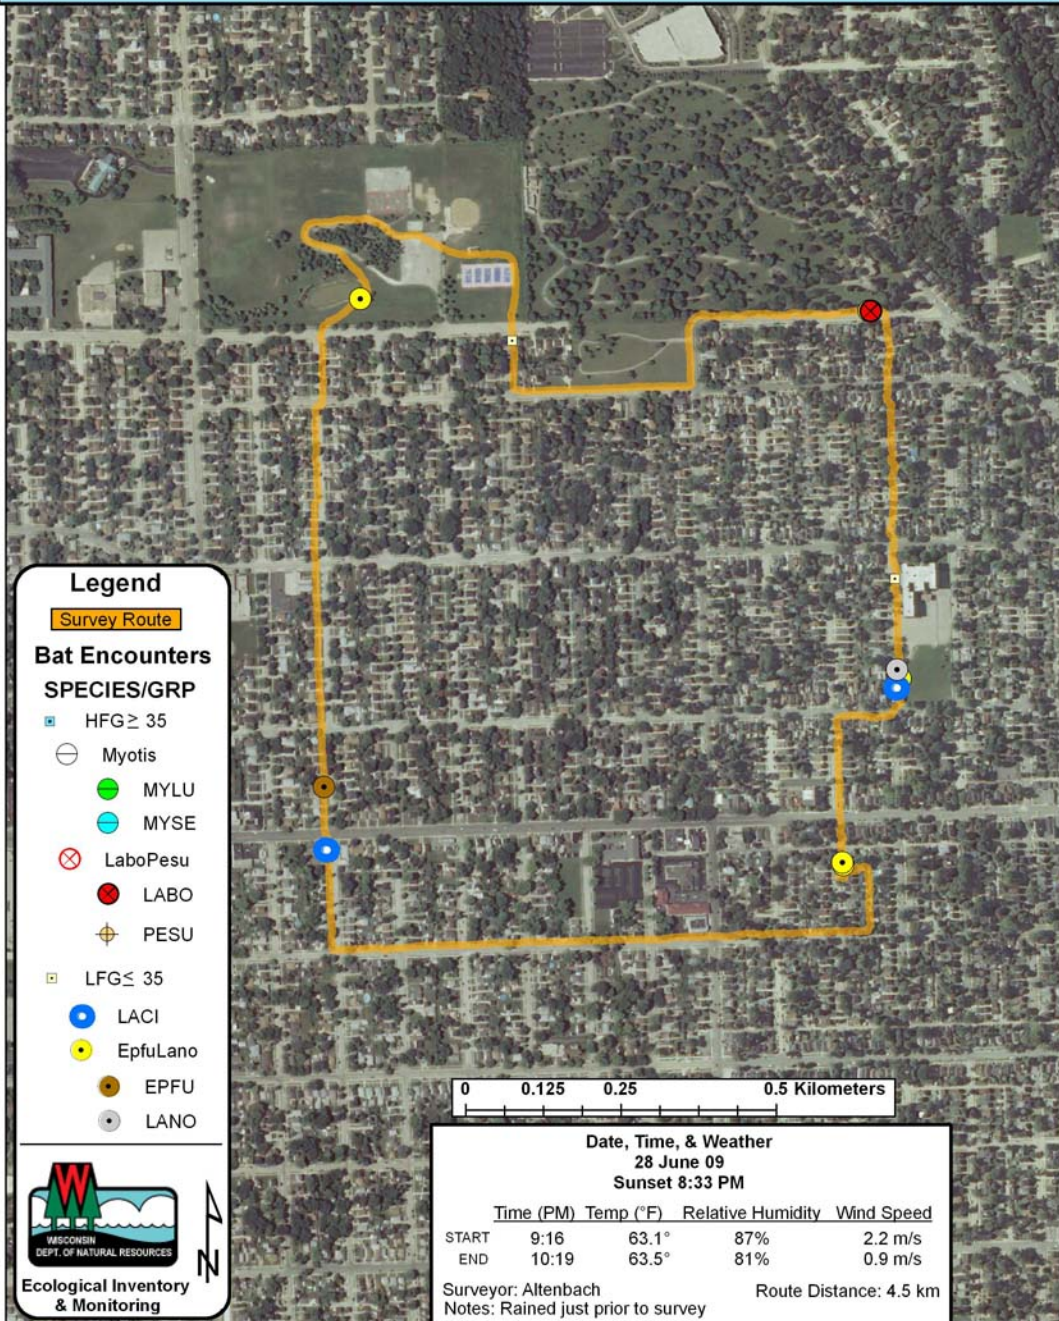 Legend
Survey Route
Bat Encounters
SPECIES/GRP
HFG ≥ 35
Myotis
MYLU
MYSE
LaboPesu
LABO
PESU
LFG ≤ 35
LACI
EpfuLano
EPFU
LANO
W
WISCONSIN
DEPT. OF NATURAL RESOURCES
N
Ecological Inventory
& Monitoring
0 0.125 0.25 0.5 Kilometers
Date, Time, & Weather
28 June 09
Sunset 8:33 PM
Time (PM) Temp (°F) Relative Humidity Wind Speed
START 9:16 63.1° 87% 2.2 m/s
END 10:19 63.5° 81% 0.9 m/s
Surveyor: Altenbach Route Distance: 4.5 km
Notes: Rained just prior to survey